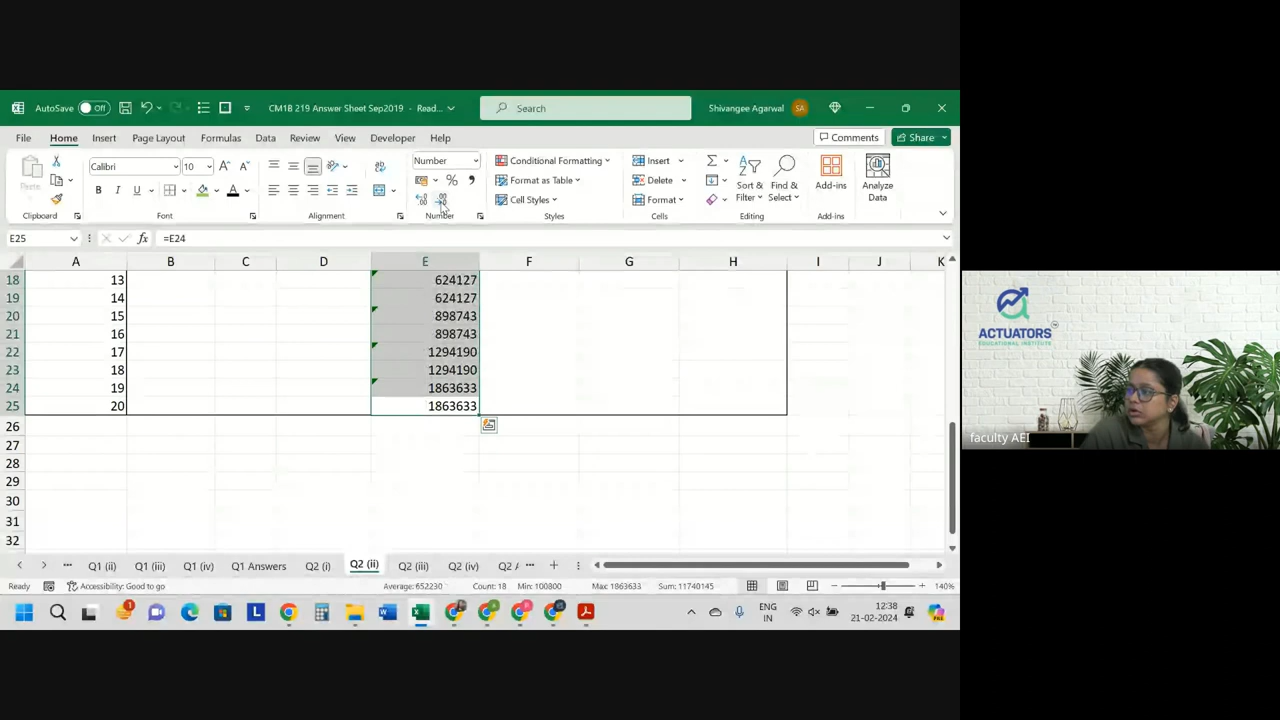 AutoSave Off CM1B 219 Answer Sheet Sep2019 - Read... Search Shivangee Agarwal SA
File Home Insert Page Layout Formulas Data Review View Developer Help Comments Share
Paste Calibri 10 Number Conditional Formatting Format as Table Cell Styles Insert Delete Format Sort & Filter Find & Select Add-ins Analyze Data
Clipboard Font Alignment Number Styles Cells Editing Add-ins
E25 fx =E24
A B C D E F G H I J K
18 13 624127
19 14 624127
20 15 898743
21 16 898743
22 17 1294190
23 18 1294190
24 19 1863633
25 20 1863633
26
27
28
29
30
31
32
Q1 (ii) Q1 (iii) Q1 (iv) Q1 Answers Q2 (i) Q2 (ii) Q2 (iii) Q2 (iv) Q2
Ready Accessibility: Good to go Average: 652230 Count: 18 Min: 100800 Max: 1863633 Sum: 11740145 140%
ENG IN 12:38 21-02-2024
ACTUATORS
EDUCATIONAL INSTITUTE
faculty AEI